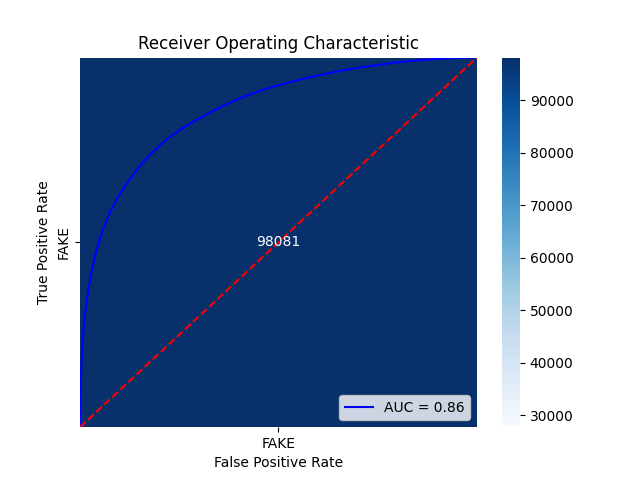 Receiver Operating Characteristic
True Positive Rate
FAKE
98081
AUC = 0.86
FAKE
False Positive Rate
90000
80000
70000
60000
50000
40000
30000